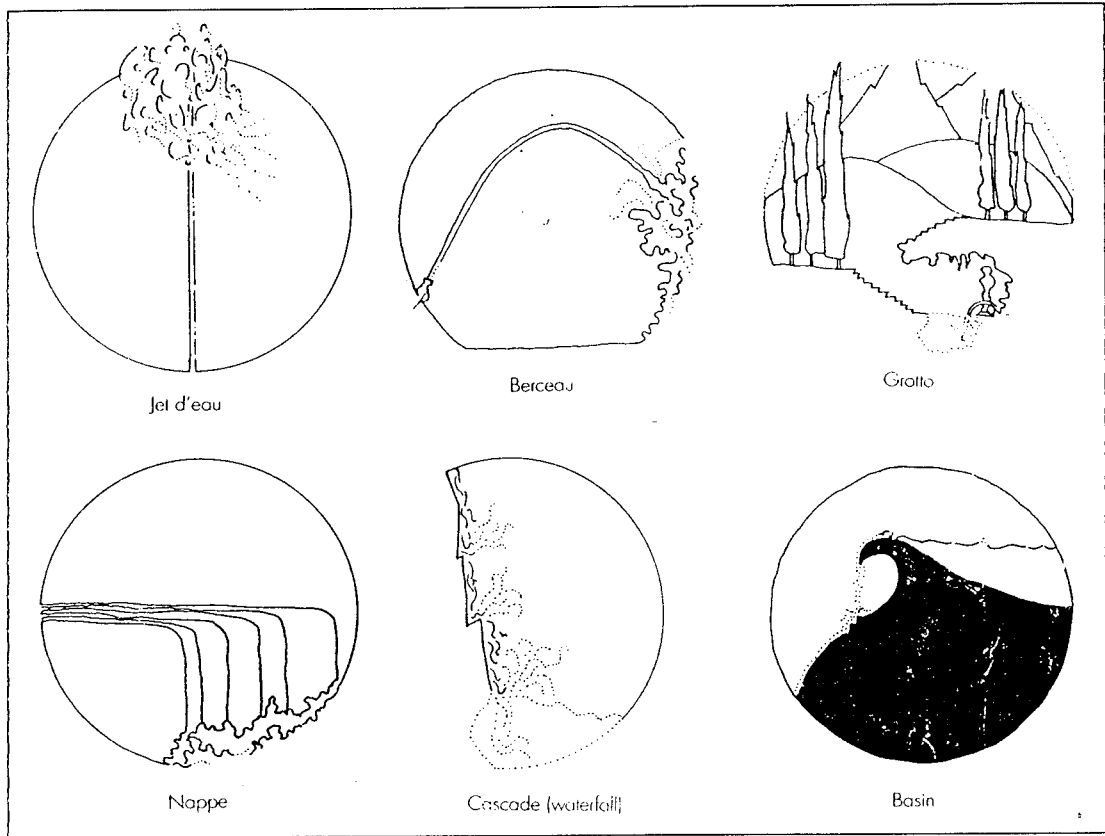 Jet d'eau
Berceau
Grotto
Nappe
Cascade (waterfall)
Basin